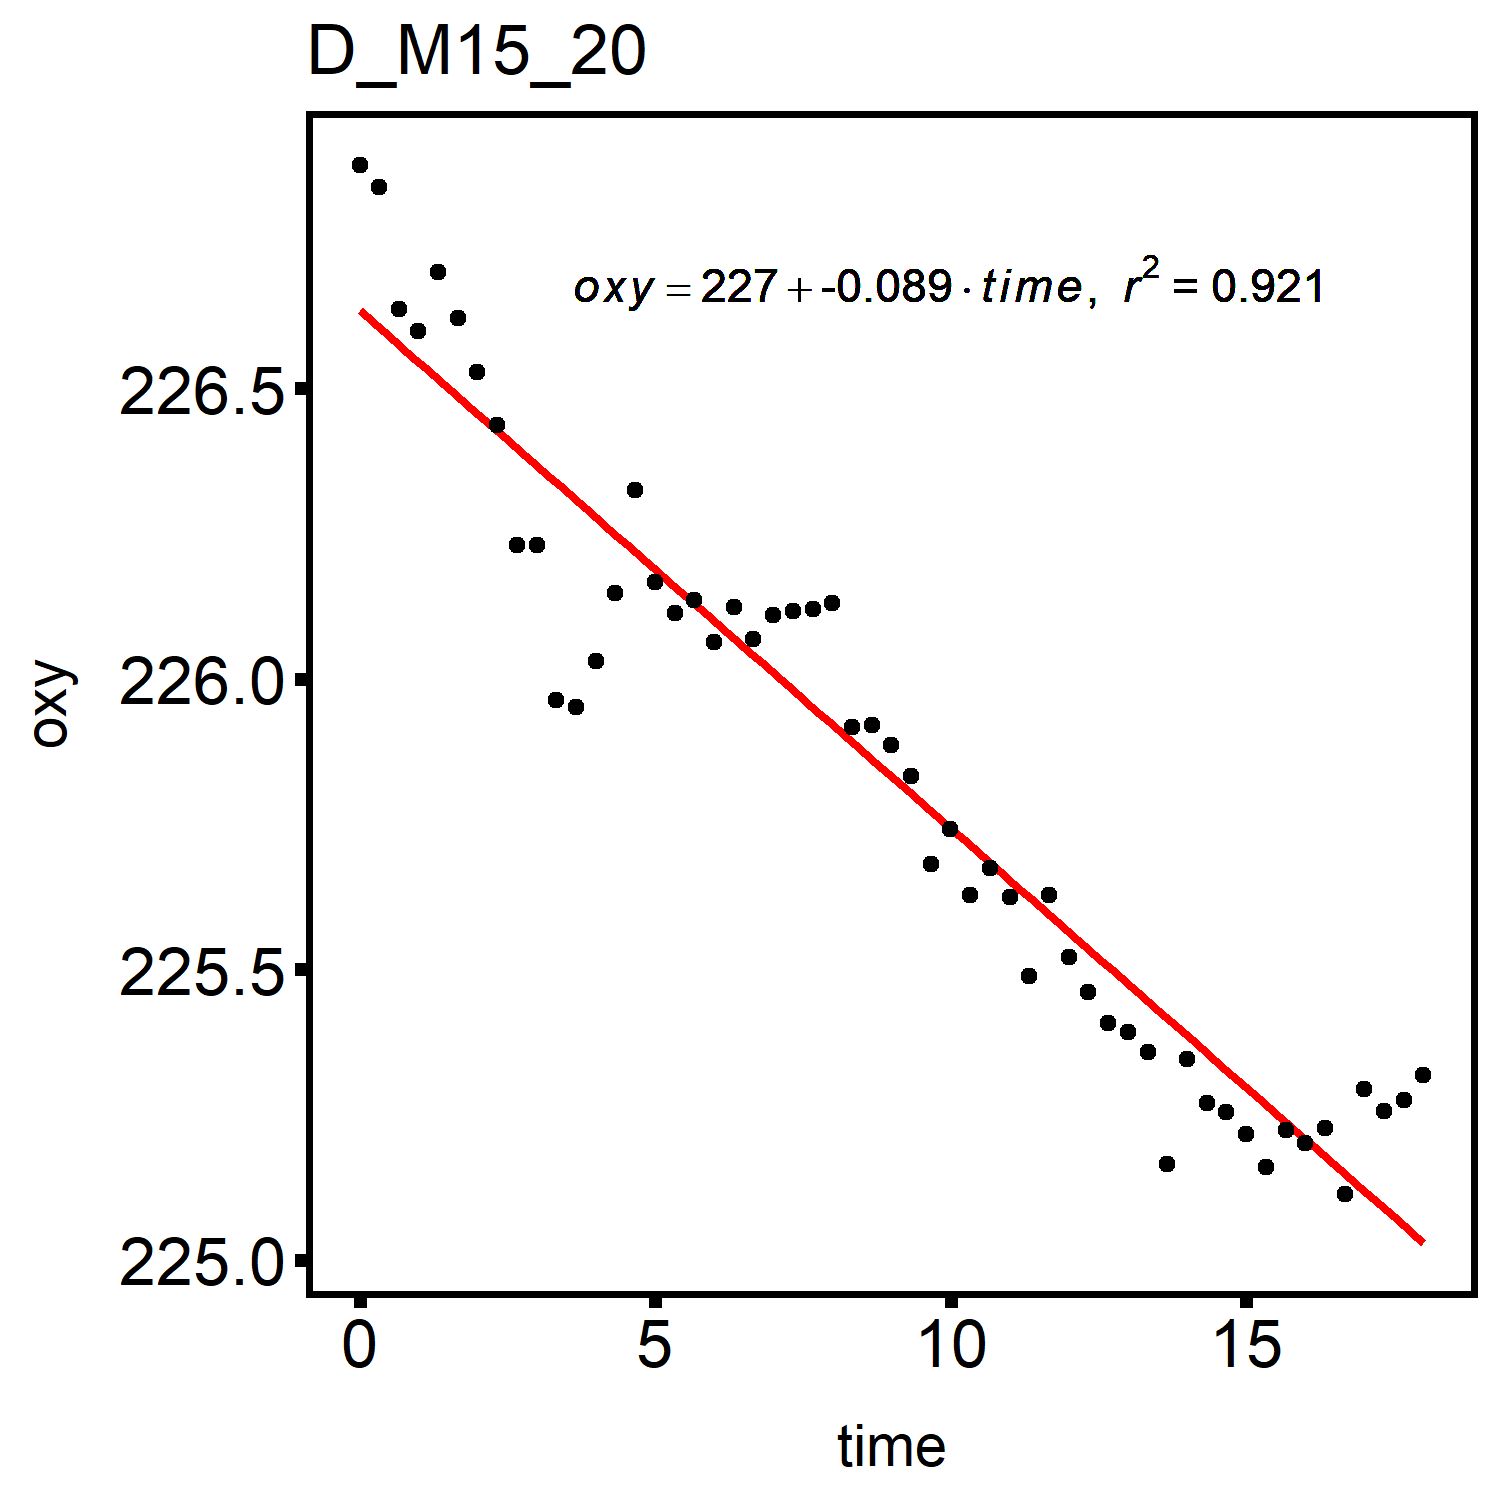 D_M15_20
oxy = 227 + -0.089 · time, r² = 0.921
226.5
226.0
225.5
225.0
oxy
0 5 10 15
time